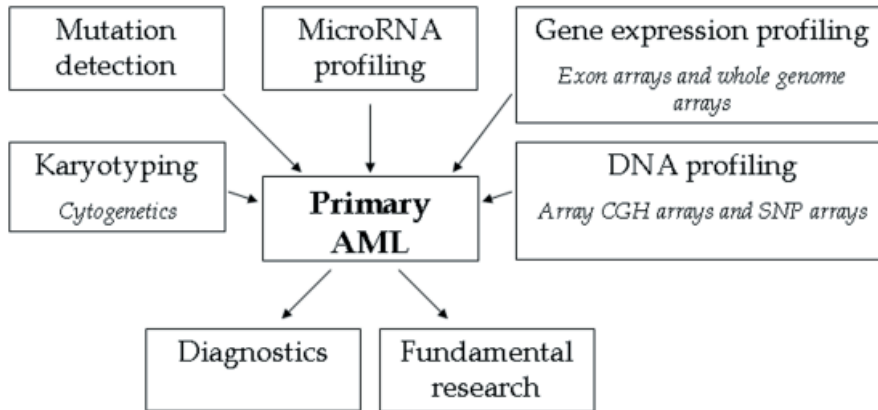 Mutation
detection
MicroRNA
profiling
Gene expression profiling
Exon arrays and whole genome
arrays
Karyotyping
Cytogenetics
Primary
AML
DNA profiling
Array CGH arrays and SNP arrays
Diagnostics
Fundamental
research